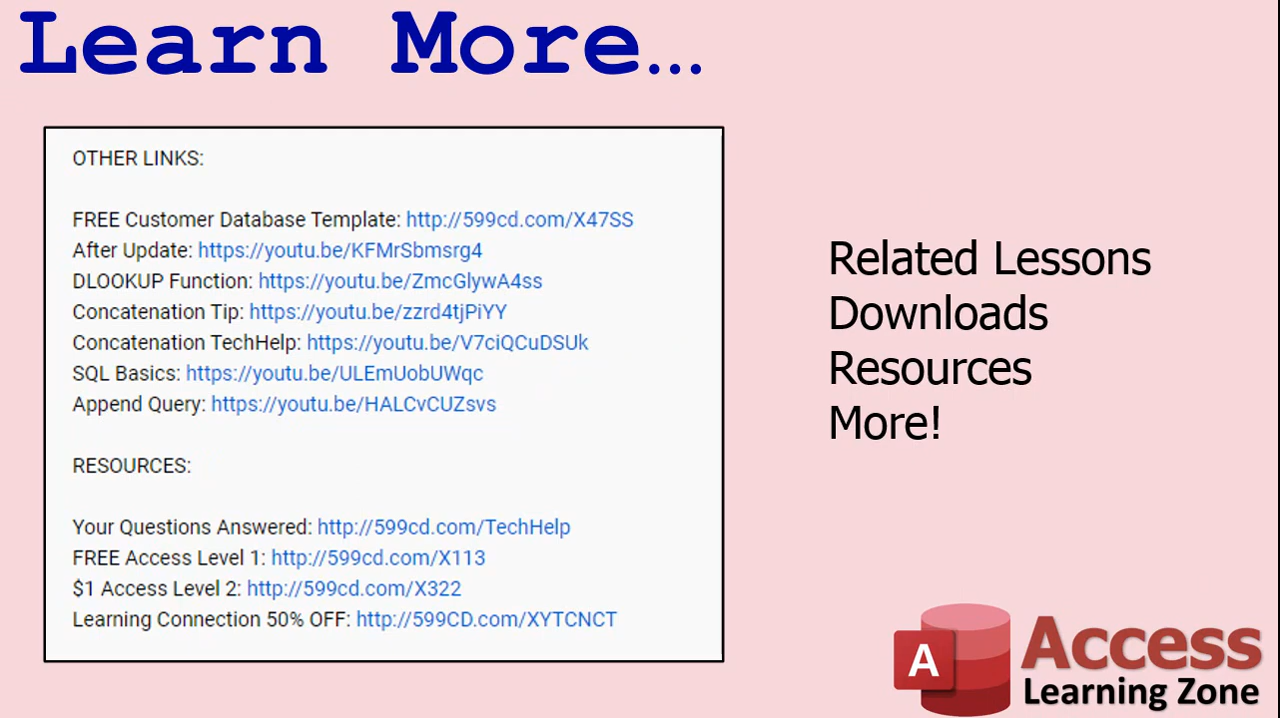 Learn More...
OTHER LINKS:
FREE Customer Database Template: http://599cd.com/X47SS
After Update: https://youtu.be/KFMrSbmsrg4
DLOOKUP Function: https://youtu.be/ZmcGlywA4ss
Concatenation Tip: https://youtu.be/zzrd4tjPiYY
Concatenation TechHelp: https://youtu.be/V7ciQCuDSUk
SQL Basics: https://youtu.be/ULEmUobUWqc
Append Query: https://youtu.be/HALCvCUZsvs
RESOURCES:
Your Questions Answered: http://599cd.com/TechHelp
FREE Access Level 1: http://599cd.com/X113
$1 Access Level 2: http://599cd.com/X322
Learning Connection 50% OFF: http://599CD.com/XYTCNCT
Related Lessons
Downloads
Resources
More!
A
Access
Learning Zone